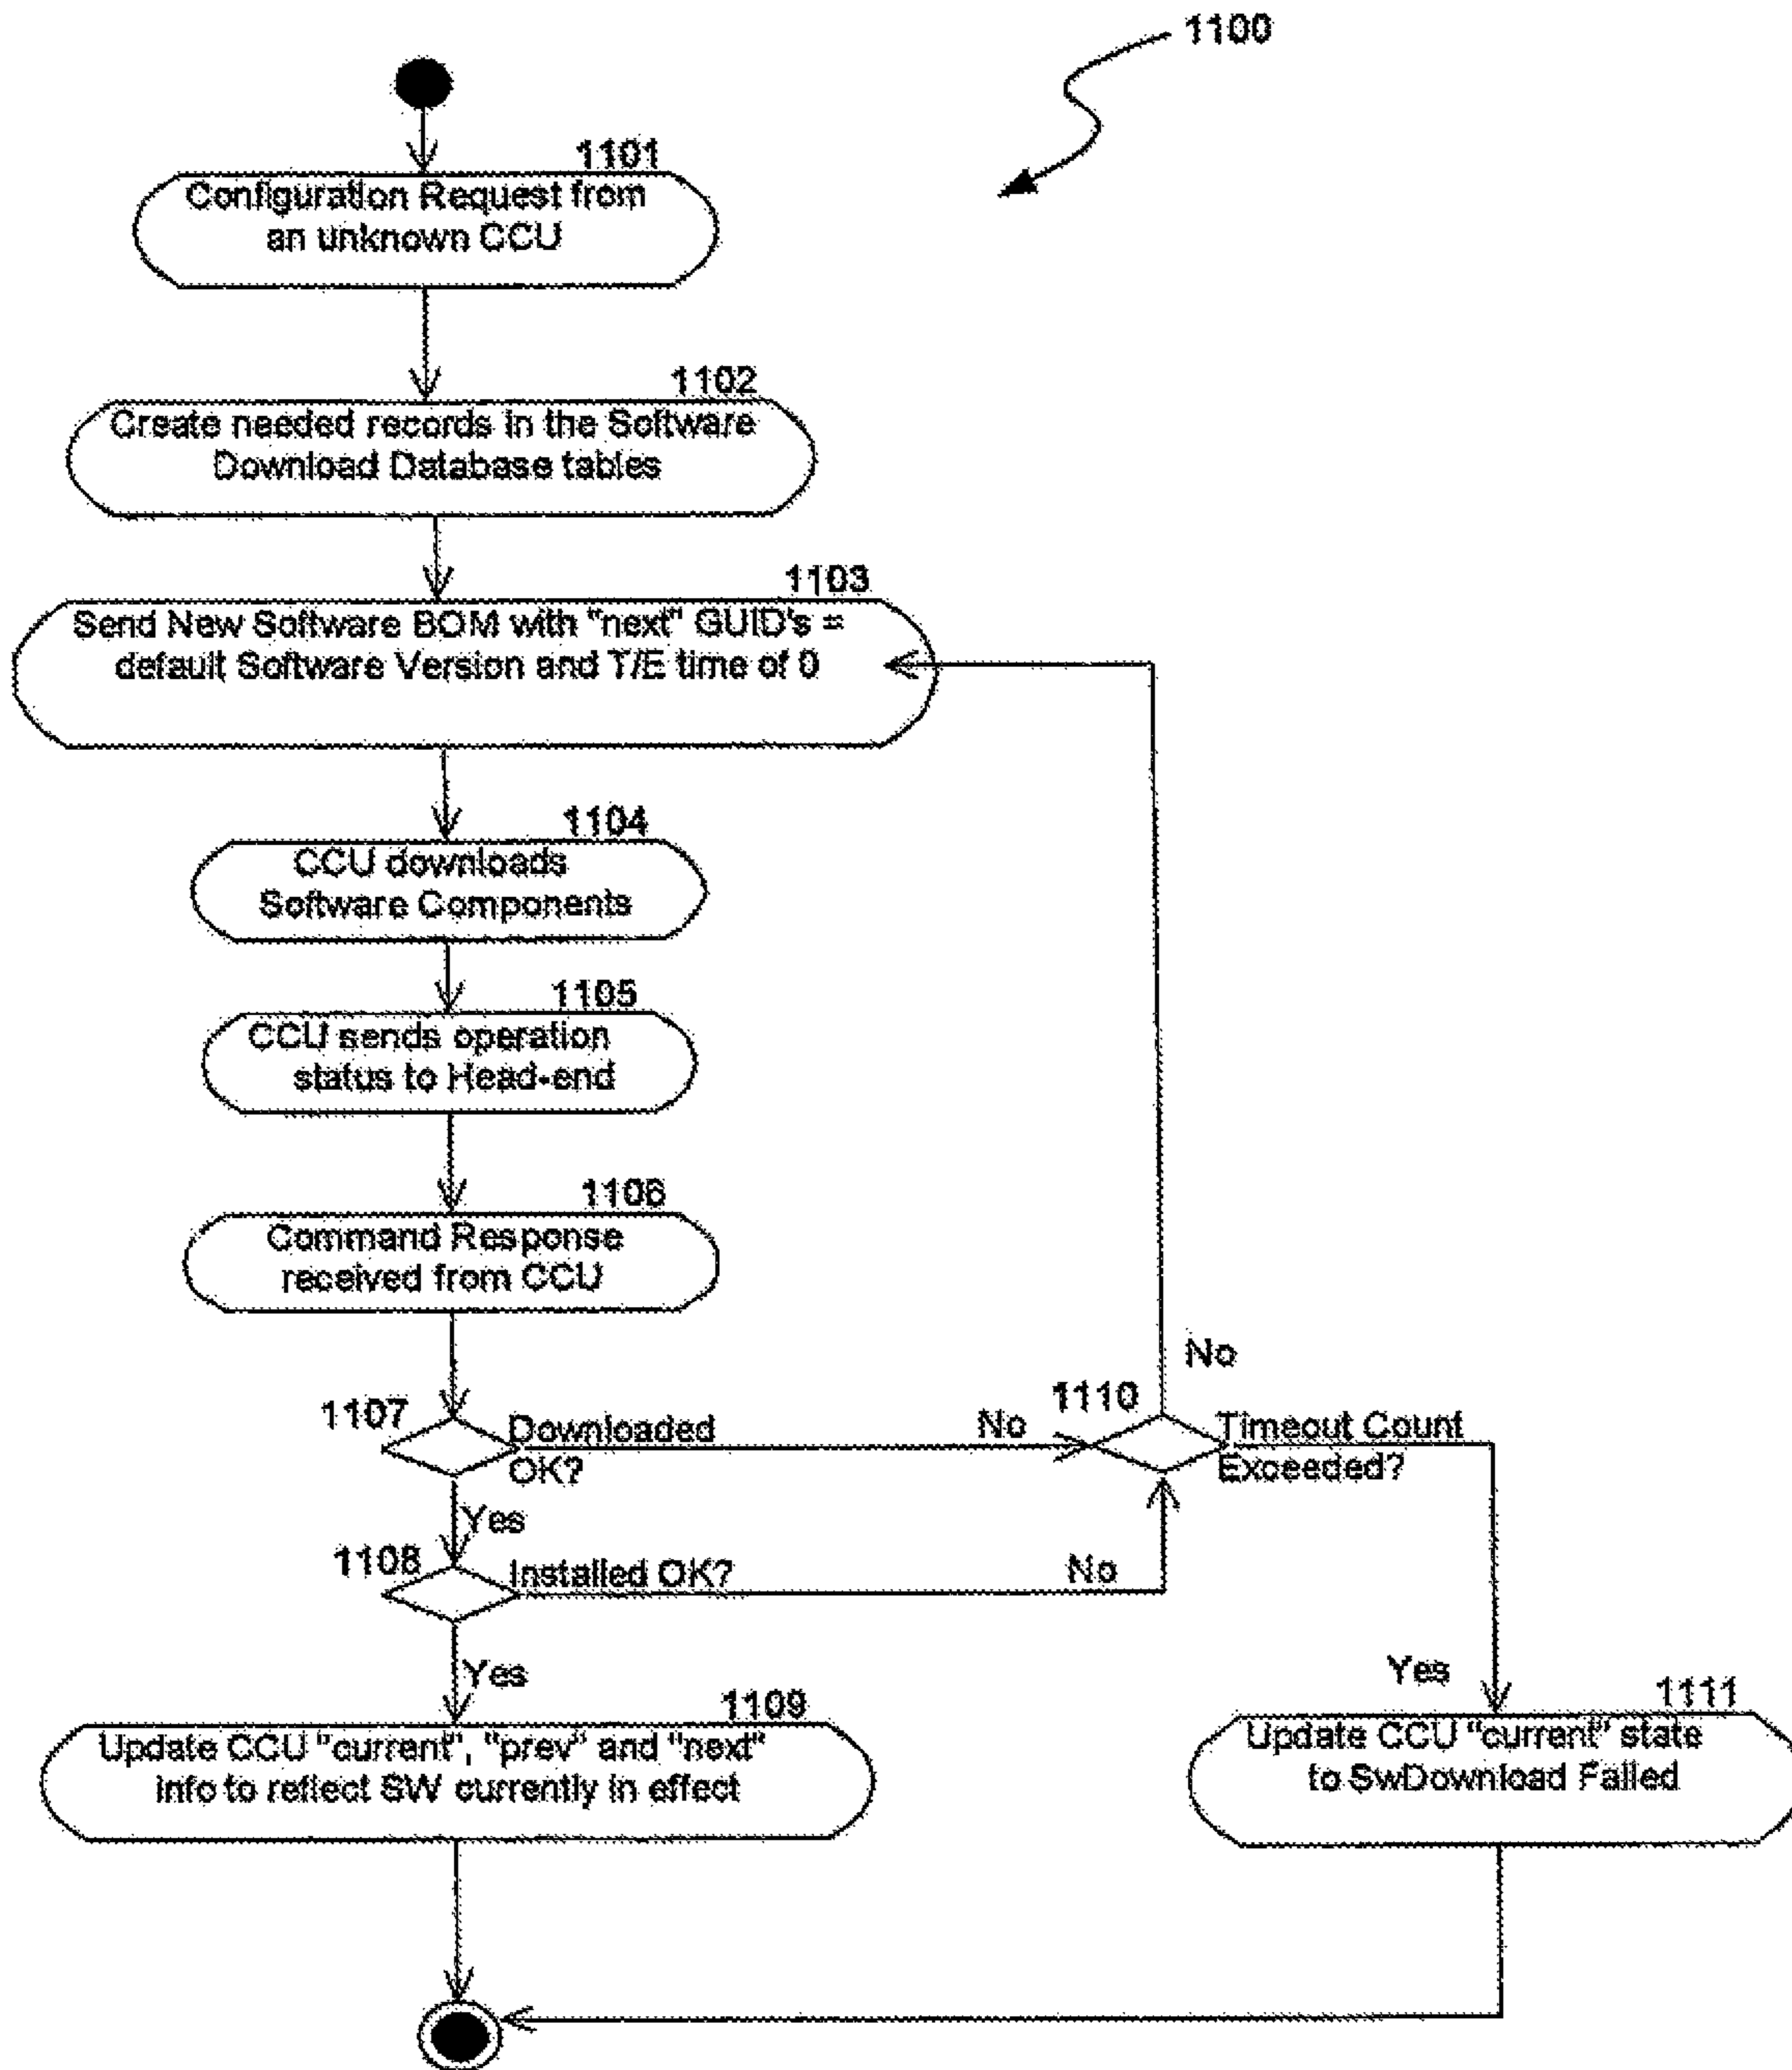 1100
1101
Configuration Request from
an unknown CCU
1102
Create needed records in the Software
Download Database tables
1103
Send New Software BOM with "next" GUID's =
default Software Version and T/E time of 0
1104
CCU downloads
Software Components
1105
CCU sends operation
status to Head-end
1106
Command Response
received from CCU
No
1107
Downloaded
OK?
No
1110
Timeout Count
Exceeded?
Yes
1108
Installed OK?
No
Yes
Yes
1109
Update CCU "current", "prev" and "next"
info to reflect SW currently in effect
1111
Update CCU "current" state
to SwDownload Failed